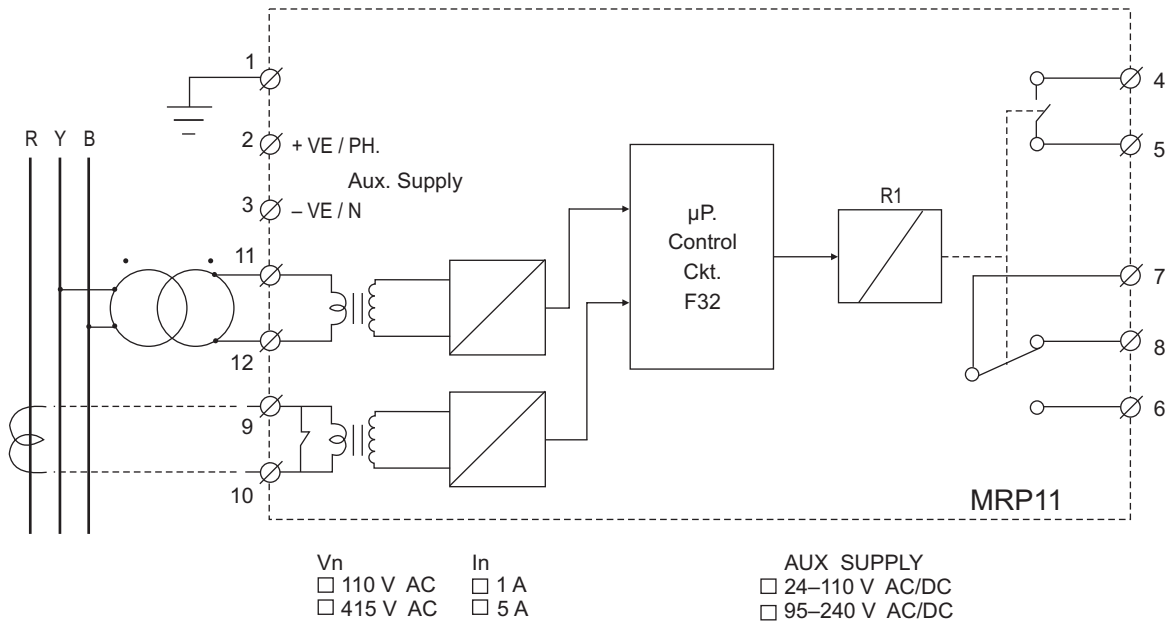 1
2
+ VE / PH.
Aux. Supply
3
– VE / N
R Y B
11
12
9
10
µP.
Control
Ckt.
F32
R1
4
5
7
8
6
MRP11
Vn
110 V AC
415 V AC
In
1 A
5 A
AUX SUPPLY
24–110 V AC/DC
95–240 V AC/DC